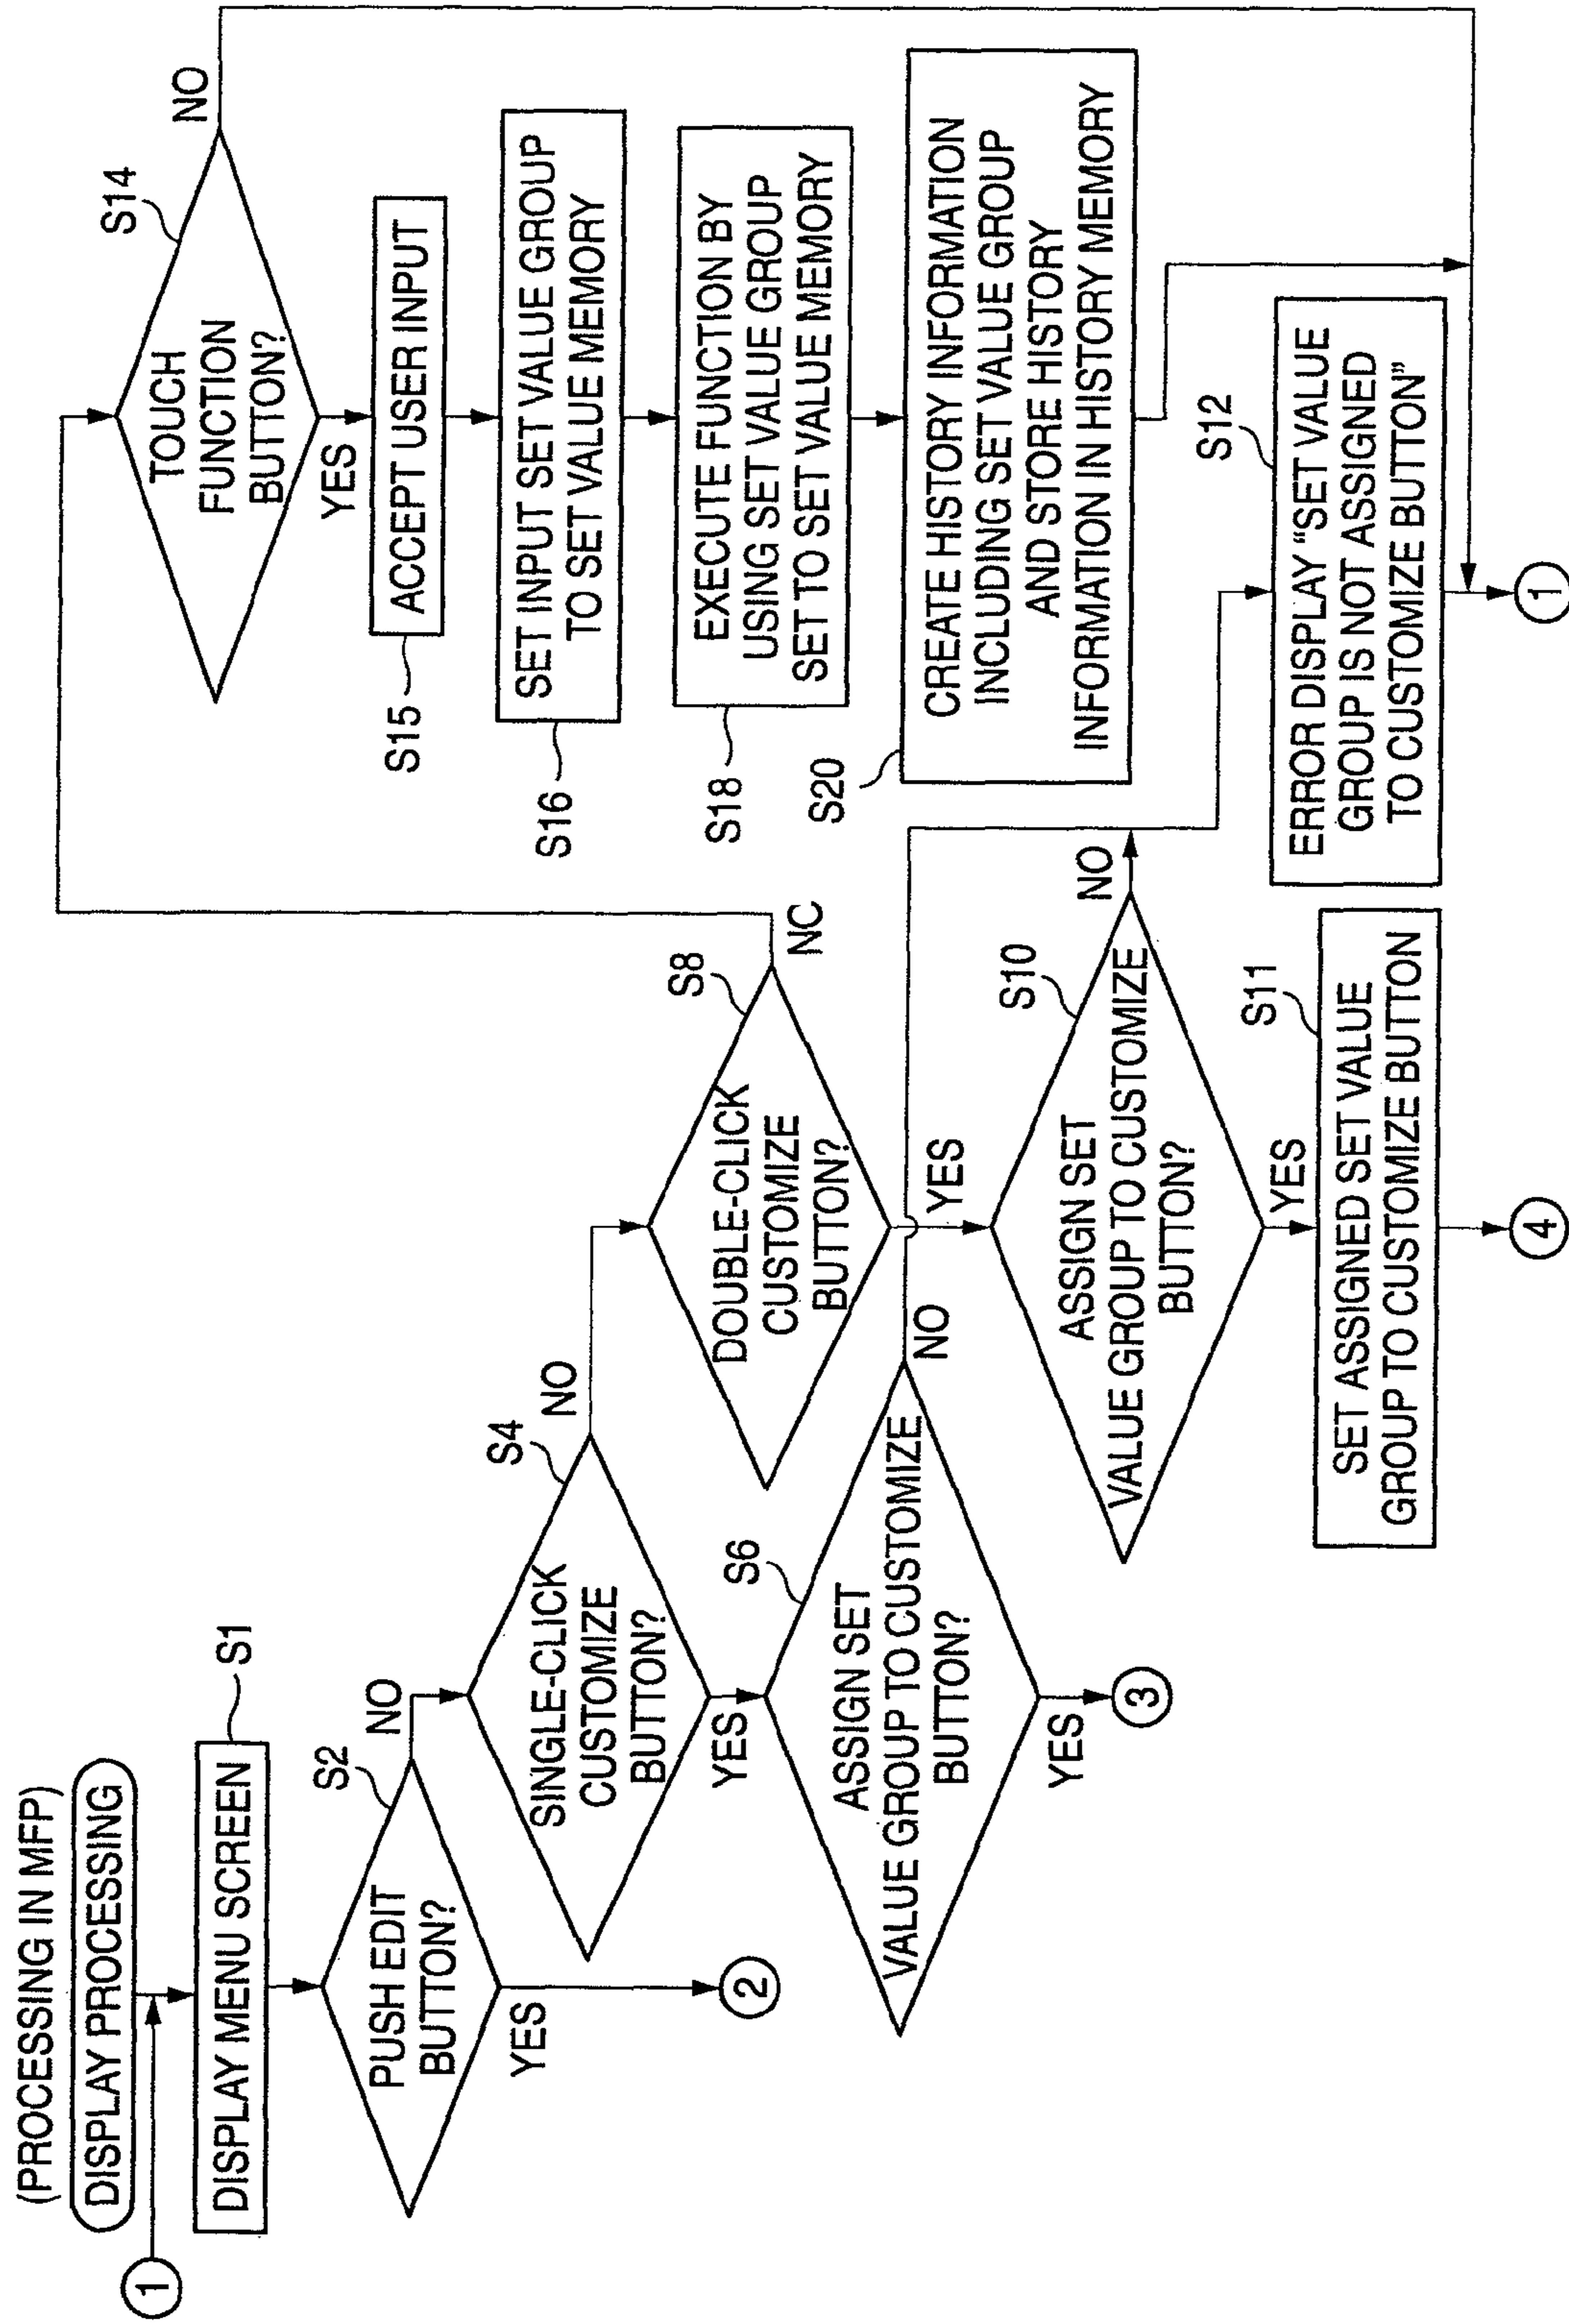 (PROCESSING IN MFP)
DISPLAY PROCESSING
1
DISPLAY MENU SCREEN
S1
PUSH EDIT
BUTTON?
S2
NO
YES
2
SINGLE-CLICK
CUSTOMIZE
BUTTON?
S4
NO
YES
ASSIGN SET
VALUE GROUP TO CUSTOMIZE
BUTTON?
S6
NO
YES
3
DOUBLE-CLICK
CUSTOMIZE
BUTTON?
S8
NC
YES
ASSIGN SET
VALUE GROUP TO CUSTOMIZE
BUTTON?
S10
NO
YES
SET ASSIGNED SET VALUE
GROUP TO CUSTOMIZE BUTTON
S11
4
TOUCH
FUNCTION
BUTTON?
S14
NO
YES
ACCEPT USER INPUT
S15
SET INPUT SET VALUE GROUP
TO SET VALUE MEMORY
S16
EXECUTE FUNCTION BY
USING SET VALUE GROUP
SET TO SET VALUE MEMORY
S18
CREATE HISTORY INFORMATION
INCLUDING SET VALUE GROUP
AND STORE HISTORY
INFORMATION IN HISTORY MEMORY
S20
ERROR DISPLAY “SET VALUE
GROUP IS NOT ASSIGNED
TO CUSTOMIZE BUTTON”
S12
1